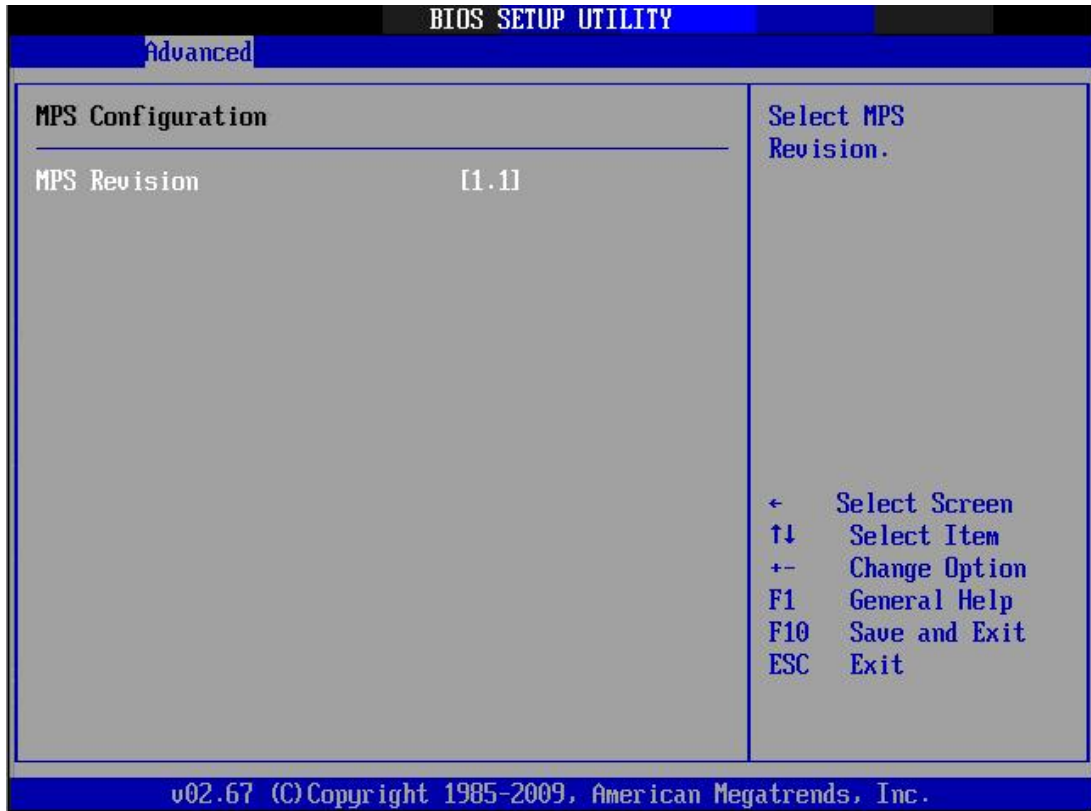 BIOS SETUP UTILITY
Advanced
MPS Configuration
MPS Revision [1.1]
Select MPS
Revision.
← Select Screen
↑↓ Select Item
+- Change Option
F1 General Help
F10 Save and Exit
ESC Exit
v02.67 (C)Copyright 1985-2009, American Megatrends, Inc.